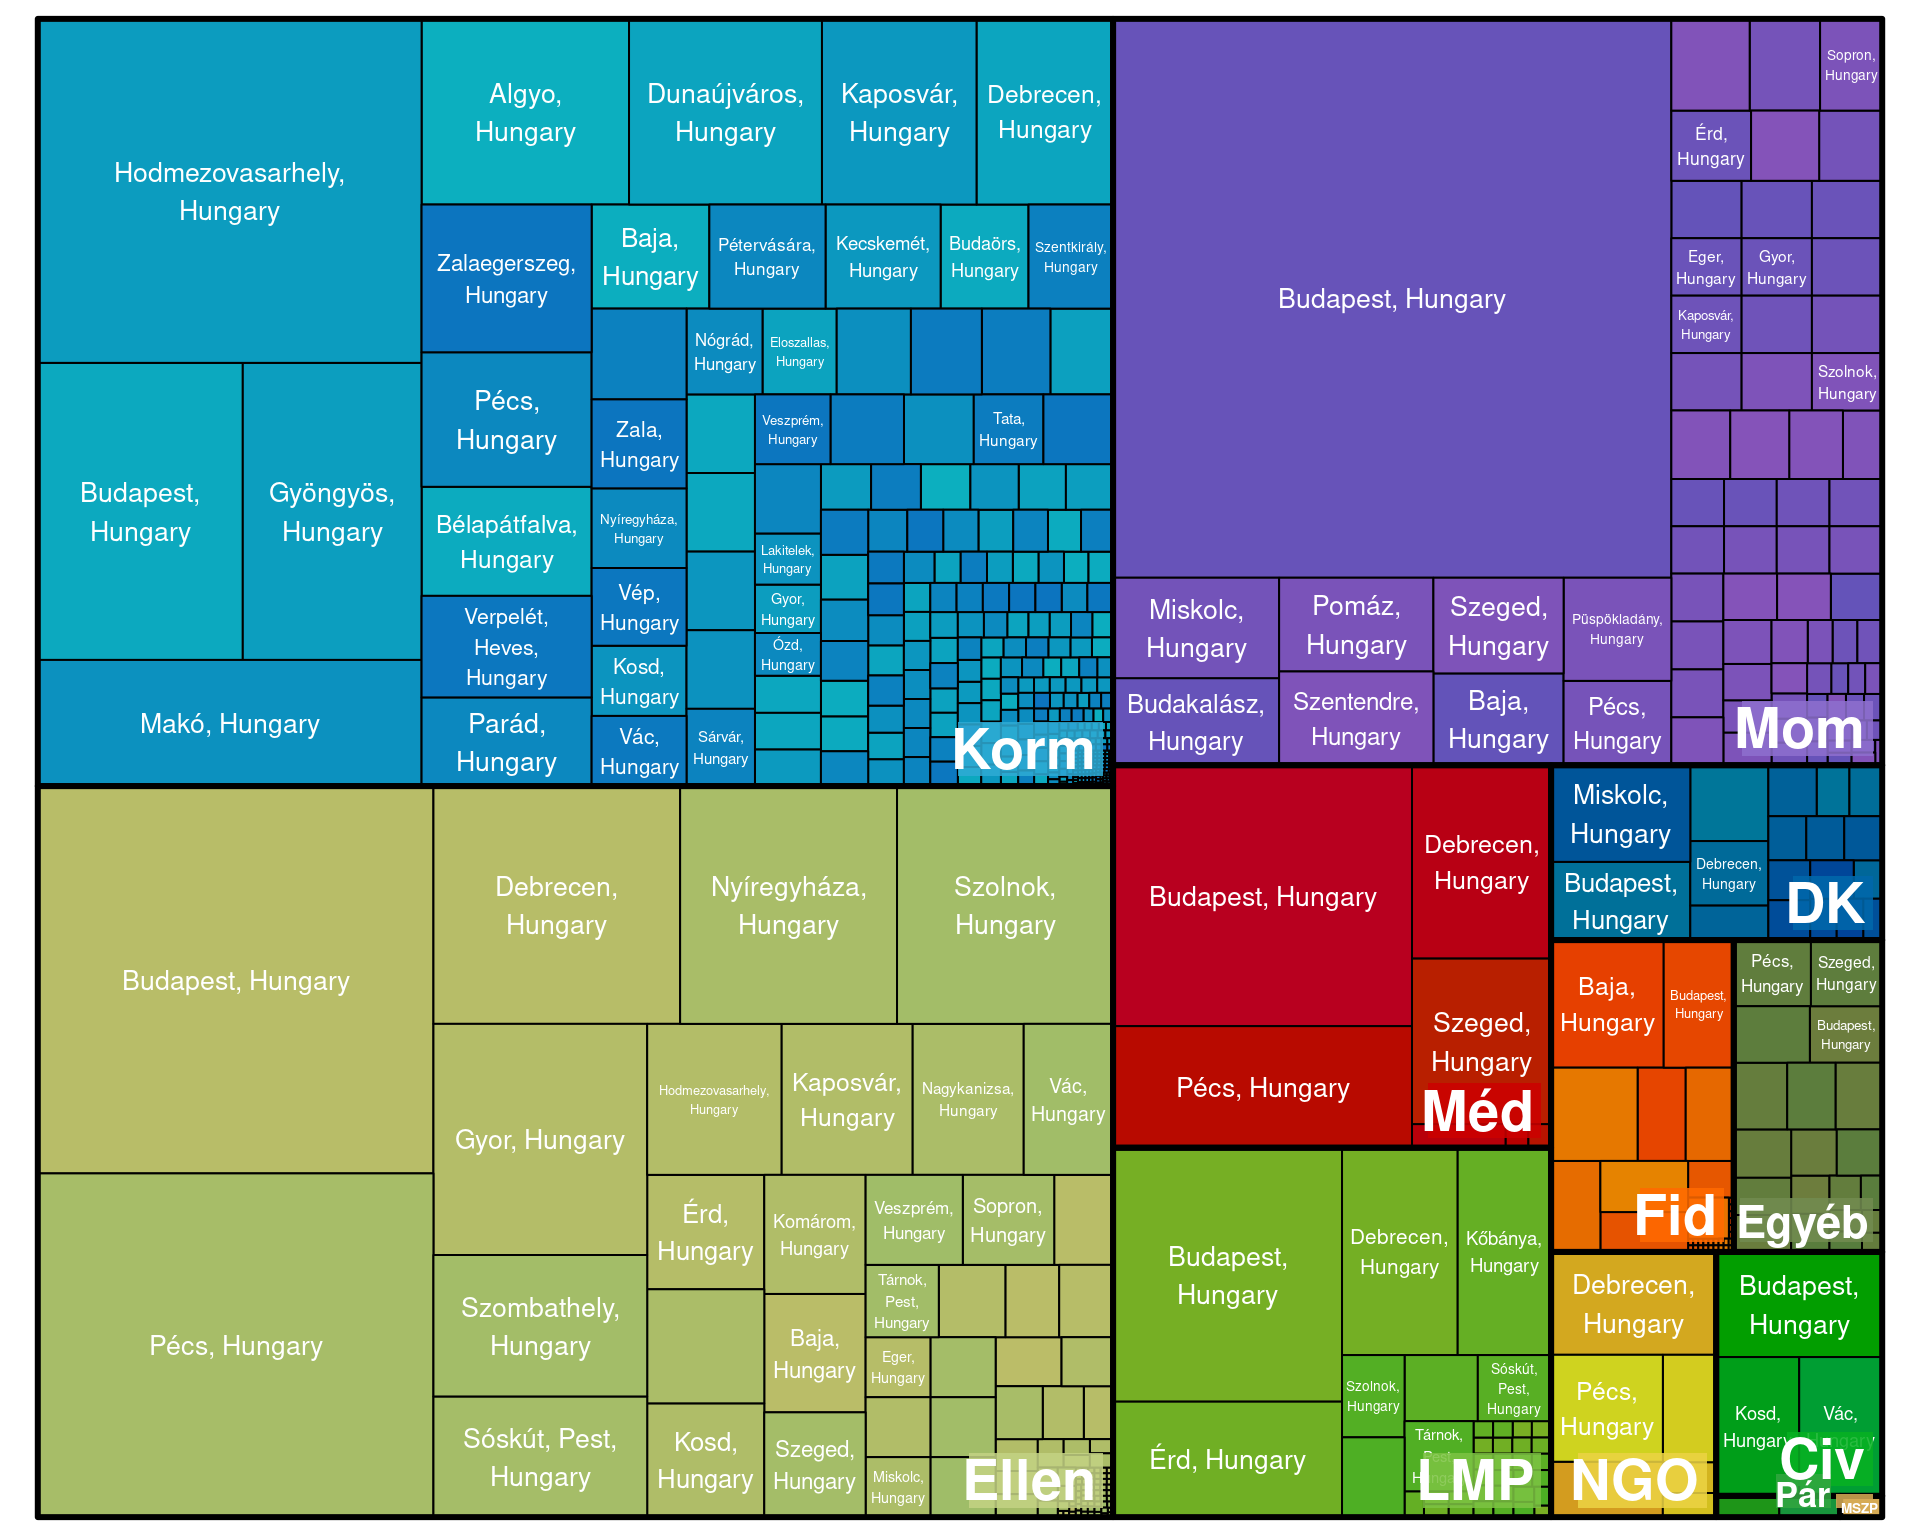 Hodmezovasarhely,
Hungary
Budapest,
Hungary
Gyöngyös,
Hungary
Makó, Hungary
Algyo,
Hungary
Dunaújváros,
Hungary
Kaposvár,
Hungary
Debrecen,
Hungary
Zalaegerszeg,
Hungary
Baja,
Hungary
Pétervására,
Hungary
Kecskemét,
Hungary
Budaörs,
Hungary
Szentkirály,
Hungary
Pécs,
Hungary
Bélapátfalva,
Hungary
Verpelét,
Heves,
Hungary
Parád,
Hungary
Zala,
Hungary
Nyíregyháza,
Hungary
Vép,
Hungary
Kosd,
Hungary
Vác,
Hungary
Nógrád,
Hungary
Eloszallas,
Hungary
Veszprém,
Hungary
Tata,
Hungary
Lakitelek,
Hungary
Gyor,
Hungary
Ózd,
Hungary
Sárvár,
Hungary
Korm
Budapest, Hungary
Sopron,
Hungary
Érd,
Hungary
Eger,
Hungary
Gyor,
Hungary
Kaposvár,
Hungary
Szolnok,
Hungary
Miskolc,
Hungary
Pomáz,
Hungary
Szeged,
Hungary
Püspökladány,
Hungary
Budakalász,
Hungary
Szentendre,
Hungary
Baja,
Hungary
Pécs,
Hungary
Mom
Budapest, Hungary
Pécs, Hungary
Debrecen,
Hungary
Nyíregyháza,
Hungary
Szolnok,
Hungary
Gyor, Hungary
Szombathely,
Hungary
Sóskút, Pest,
Hungary
Hodmezovasarhely,
Hungary
Kaposvár,
Hungary
Nagykanizsa,
Hungary
Vác,
Hungary
Érd,
Hungary
Kosd,
Hungary
Komárom,
Hungary
Baja,
Hungary
Szeged,
Hungary
Veszprém,
Hungary
Sopron,
Hungary
Tárnok,
Pest,
Hungary
Eger,
Hungary
Miskolc,
Hungary
Ellen
Budapest, Hungary
Pécs, Hungary
Debrecen,
Hungary
Szeged,
Hungary
Méd
Miskolc,
Hungary
Budapest,
Hungary
Debrecen,
Hungary
DK
Baja,
Hungary
Budapest,
Hungary
Fid
Pécs,
Hungary
Szeged,
Hungary
Budapest,
Hungary
Egyéb
Budapest,
Hungary
Érd, Hungary
Debrecen,
Hungary
Kőbánya,
Hungary
Szolnok,
Hungary
Sóskút,
Pest,
Hungary
Tárnok,
Pest,
Hungary
LMP
Debrecen,
Hungary
Pécs,
Hungary
NGO
Budapest,
Hungary
Kosd,
Hungary
Vác,
Hungary
Civ
Pár
MSZP